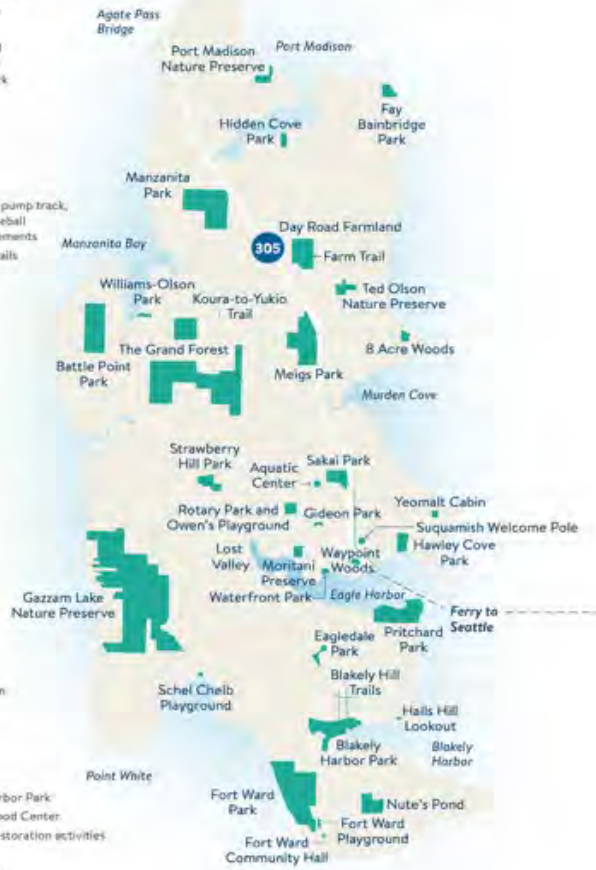 Agate Pass
Bridge
Port Madison
Nature Preserve
Port Madison
Fay
Bainbridge
Park
Hidden Cove
Park
Manzanita
Park
pump track,
Day Road Farmland
305
Farm Trail
Manzanita Bay
Williams-Olson
Park
Koura-to-Yukio
Trail
Ted Olson
Nature Preserve
The Grand Forest
8 Acre Woods
Battle Point
Park
Meigs Park
Murden Cove
Strawberry
Hill Park
Aquatic
Center
Sakai Park
Yeomalt Cabin
Rotary Park and
Owen's Playground
Gideon Park
Suquamish Welcome Pole
Hawley Cove
Park
Lost
Valley
Moritani
Preserve
Waypoint
Woods
Gazzam Lake
Nature Preserve
Waterfront Park
Eagle Harbor
Ferry to
Seattle
Pritchard
Park
Eagledale
Park
Blakely Hill
Trails
Schel Chelb
Playground
Halls Hill
Lookout
Blakely
Harbor Park
Blakely
Harbor
Point White
Fort Ward
Park
Nute's Pond
Fort Ward
Playground
Fort Ward
Community Hall
rbor Park
ood Center
storation activities